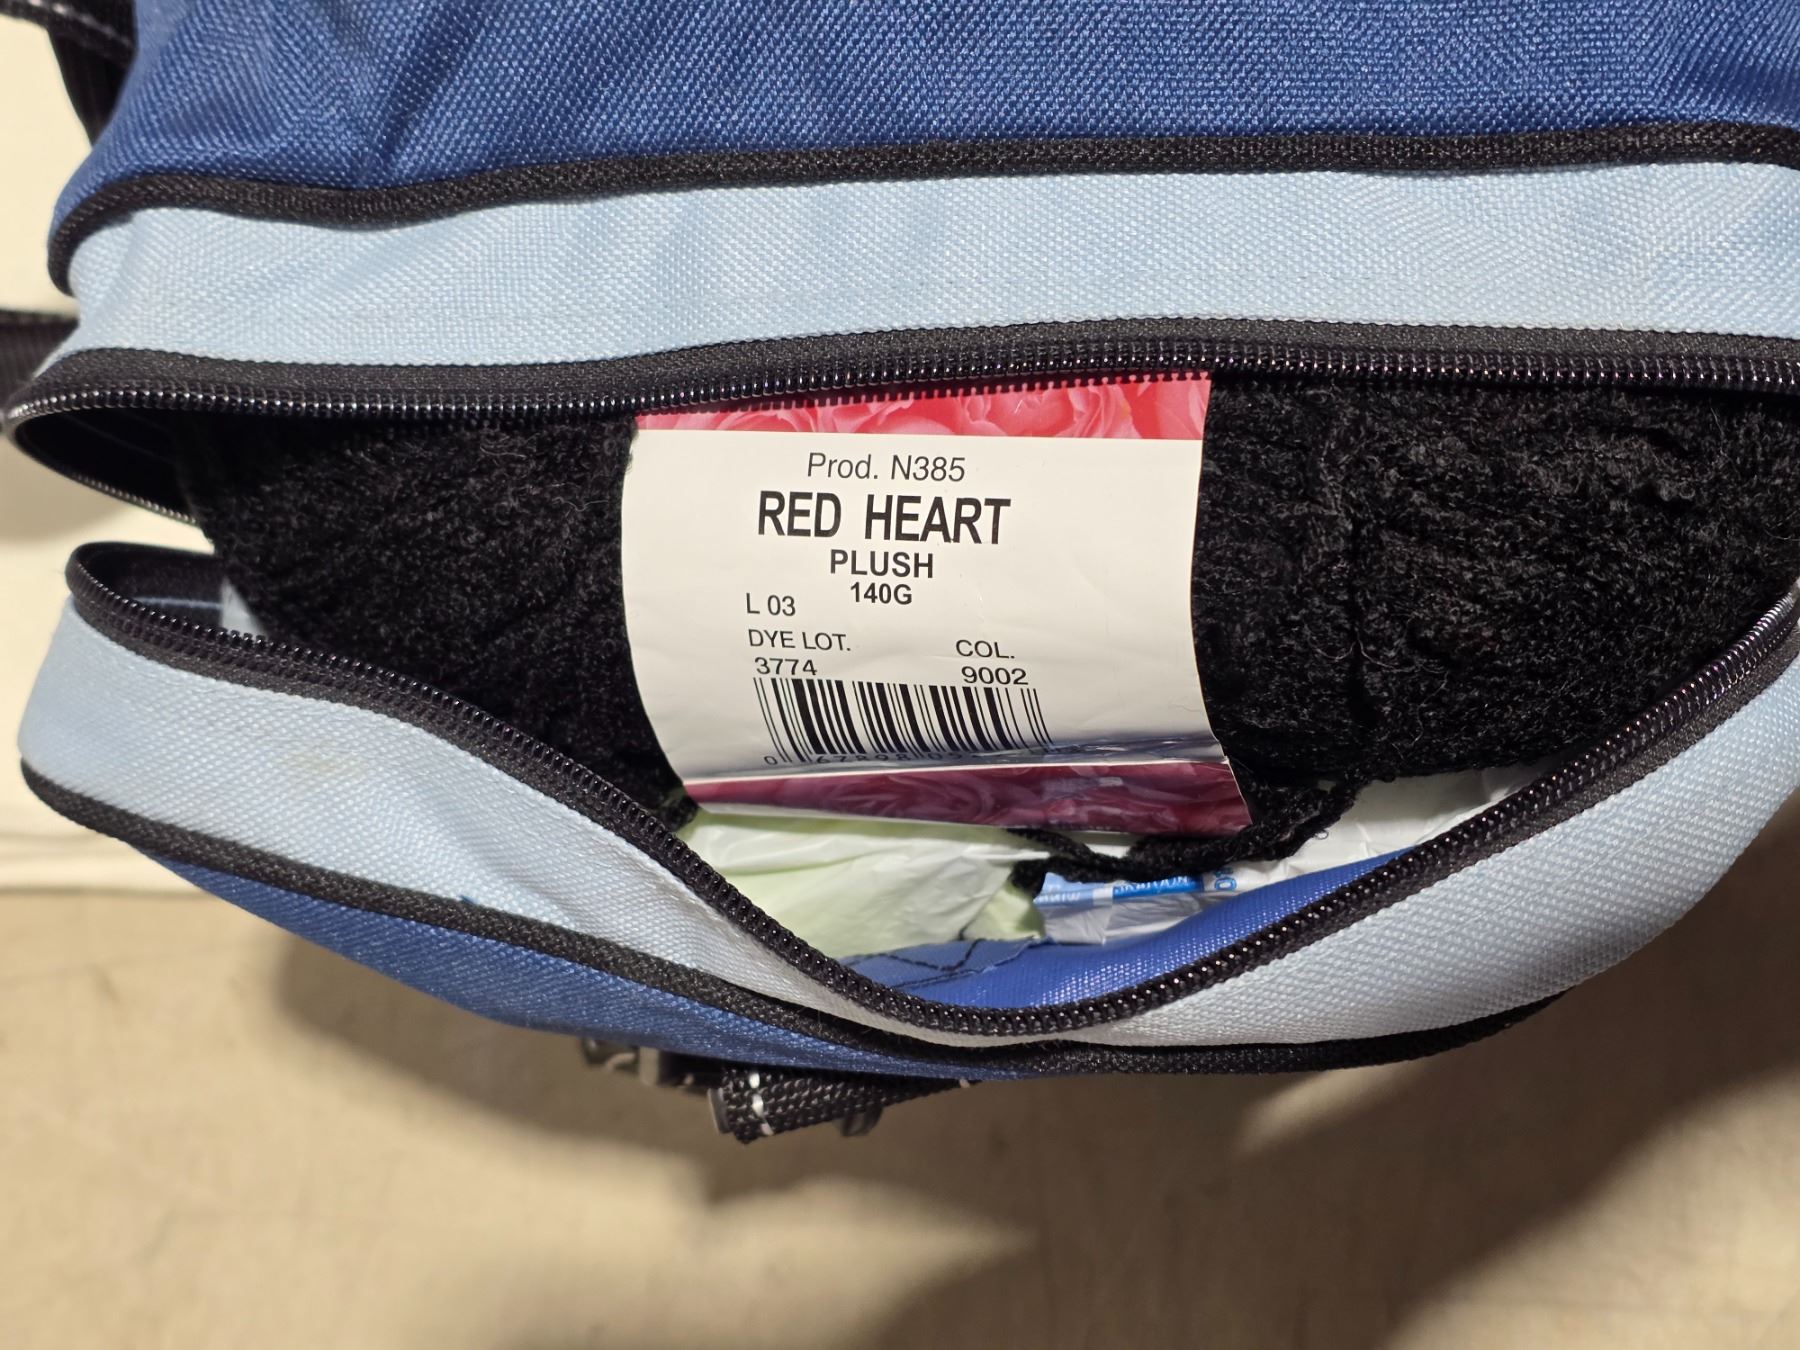 Prod. N385
RED HEART
PLUSH
140G
L 03
DYE LOT. COL.
3774 9002